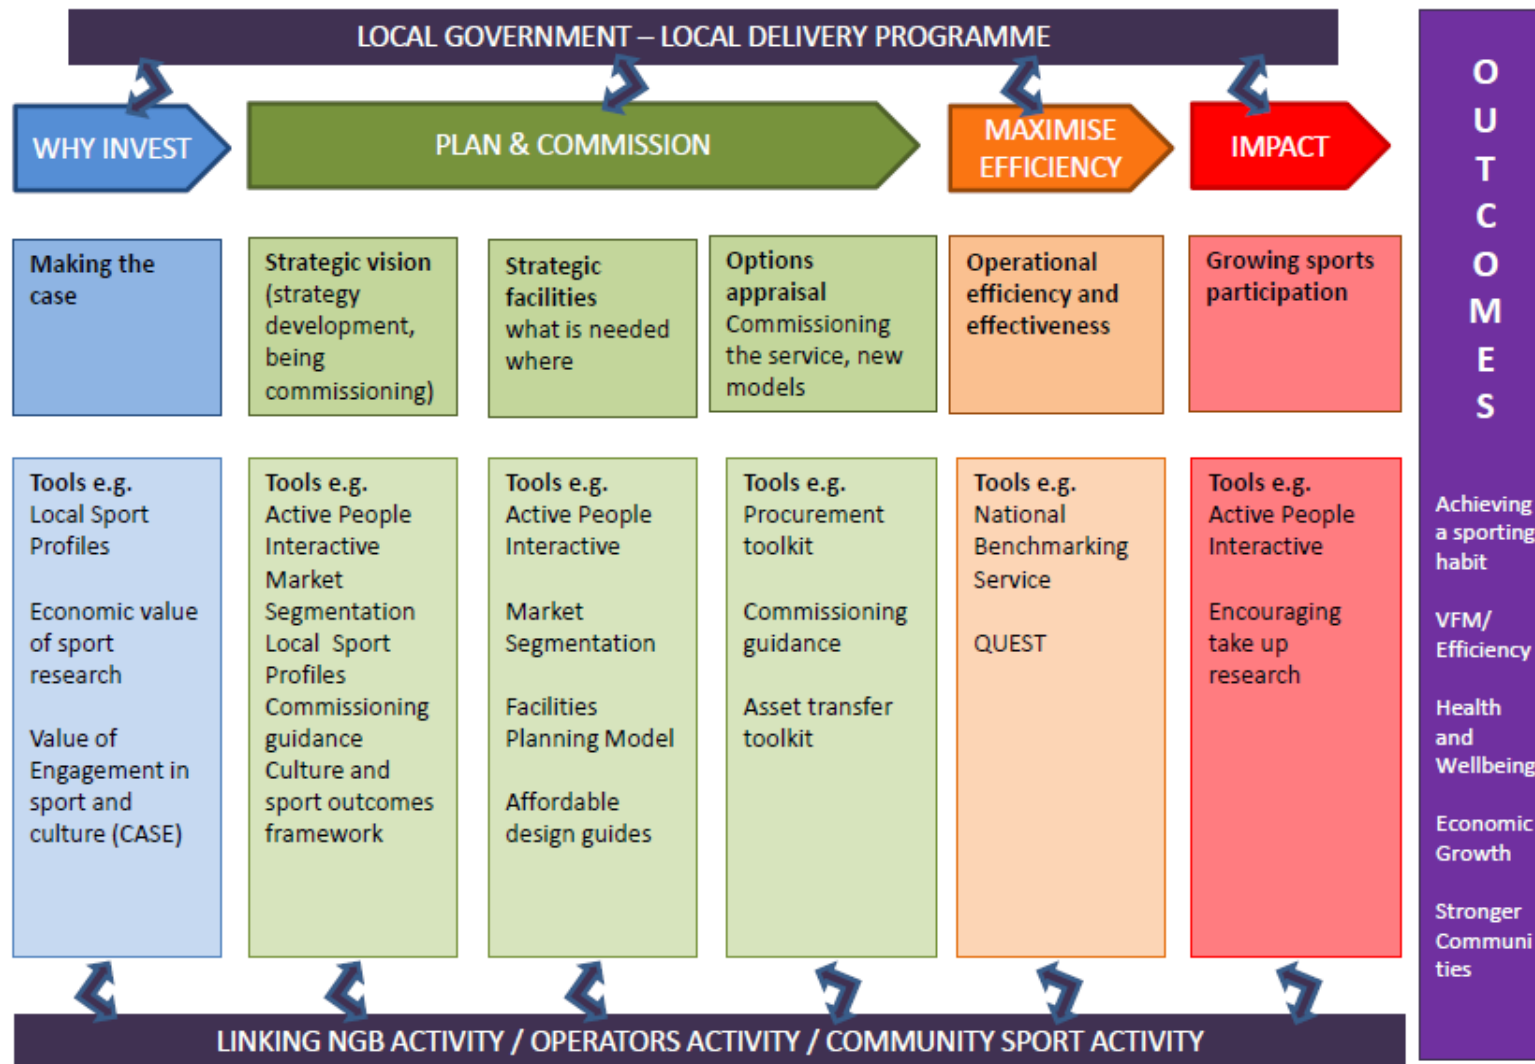 LOCAL GOVERNMENT – LOCAL DELIVERY PROGRAMME
WHY INVEST
PLAN & COMMISSION
MAXIMISE
EFFICIENCY
IMPACT
Making the
case
Strategic vision
(strategy
development,
being
commissioning)
Strategic
facilities
what is needed
where
Options
appraisal
Commissioning
the service, new
models
Operational
efficiency and
effectiveness
Growing sports
participation
Tools e.g.
Local Sport
Profiles
Economic value
of sport
research
Value of
Engagement in
sport and
culture (CASE)
Tools e.g.
Active People
Interactive
Market
Segmentation
Local Sport
Profiles
Commissioning
guidance
Culture and
sport outcomes
framework
Tools e.g.
Active People
Interactive
Market
Segmentation
Facilities
Planning Model
Affordable
design guides
Tools e.g.
Procurement
toolkit
Commissioning
guidance
Asset transfer
toolkit
Tools e.g.
National
Benchmarking
Service
QUEST
Tools e.g.
Active People
Interactive
Encouraging
take up
research
LINKING NGB ACTIVITY / OPERATORS ACTIVITY / COMMUNITY SPORT ACTIVITY
O
U
T
C
O
M
E
S
Achieving
a sporting
habit
VFM/
Efficiency
Health
and
Wellbeing
Economic
Growth
Stronger
Communi
ties